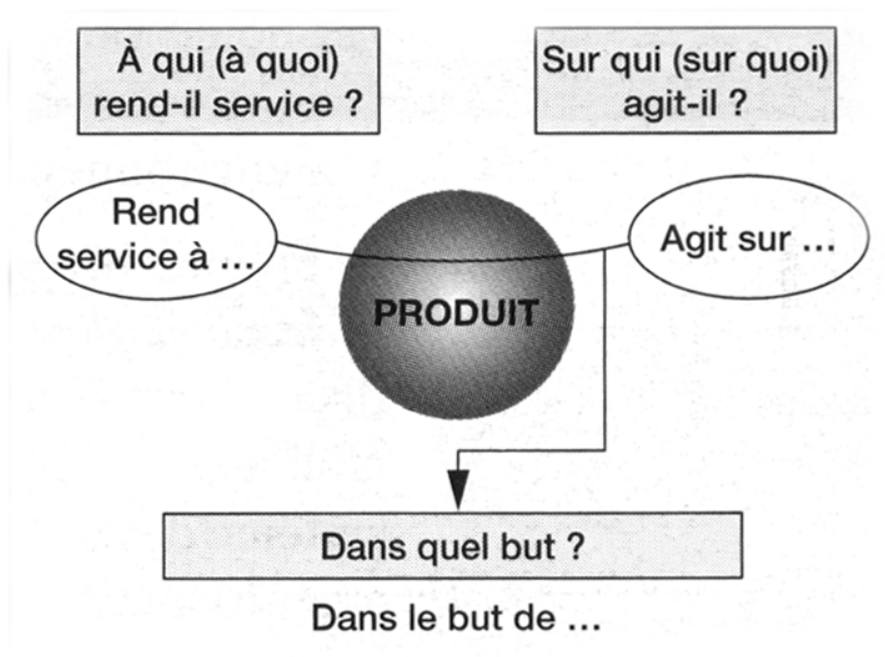 À qui (à quoi)
rend-il service ?
Sur qui (sur quoi)
agit-il ?
Rend
service à ...
Agit sur ...
PRODUIT
Dans quel but ?
Dans le but de ...